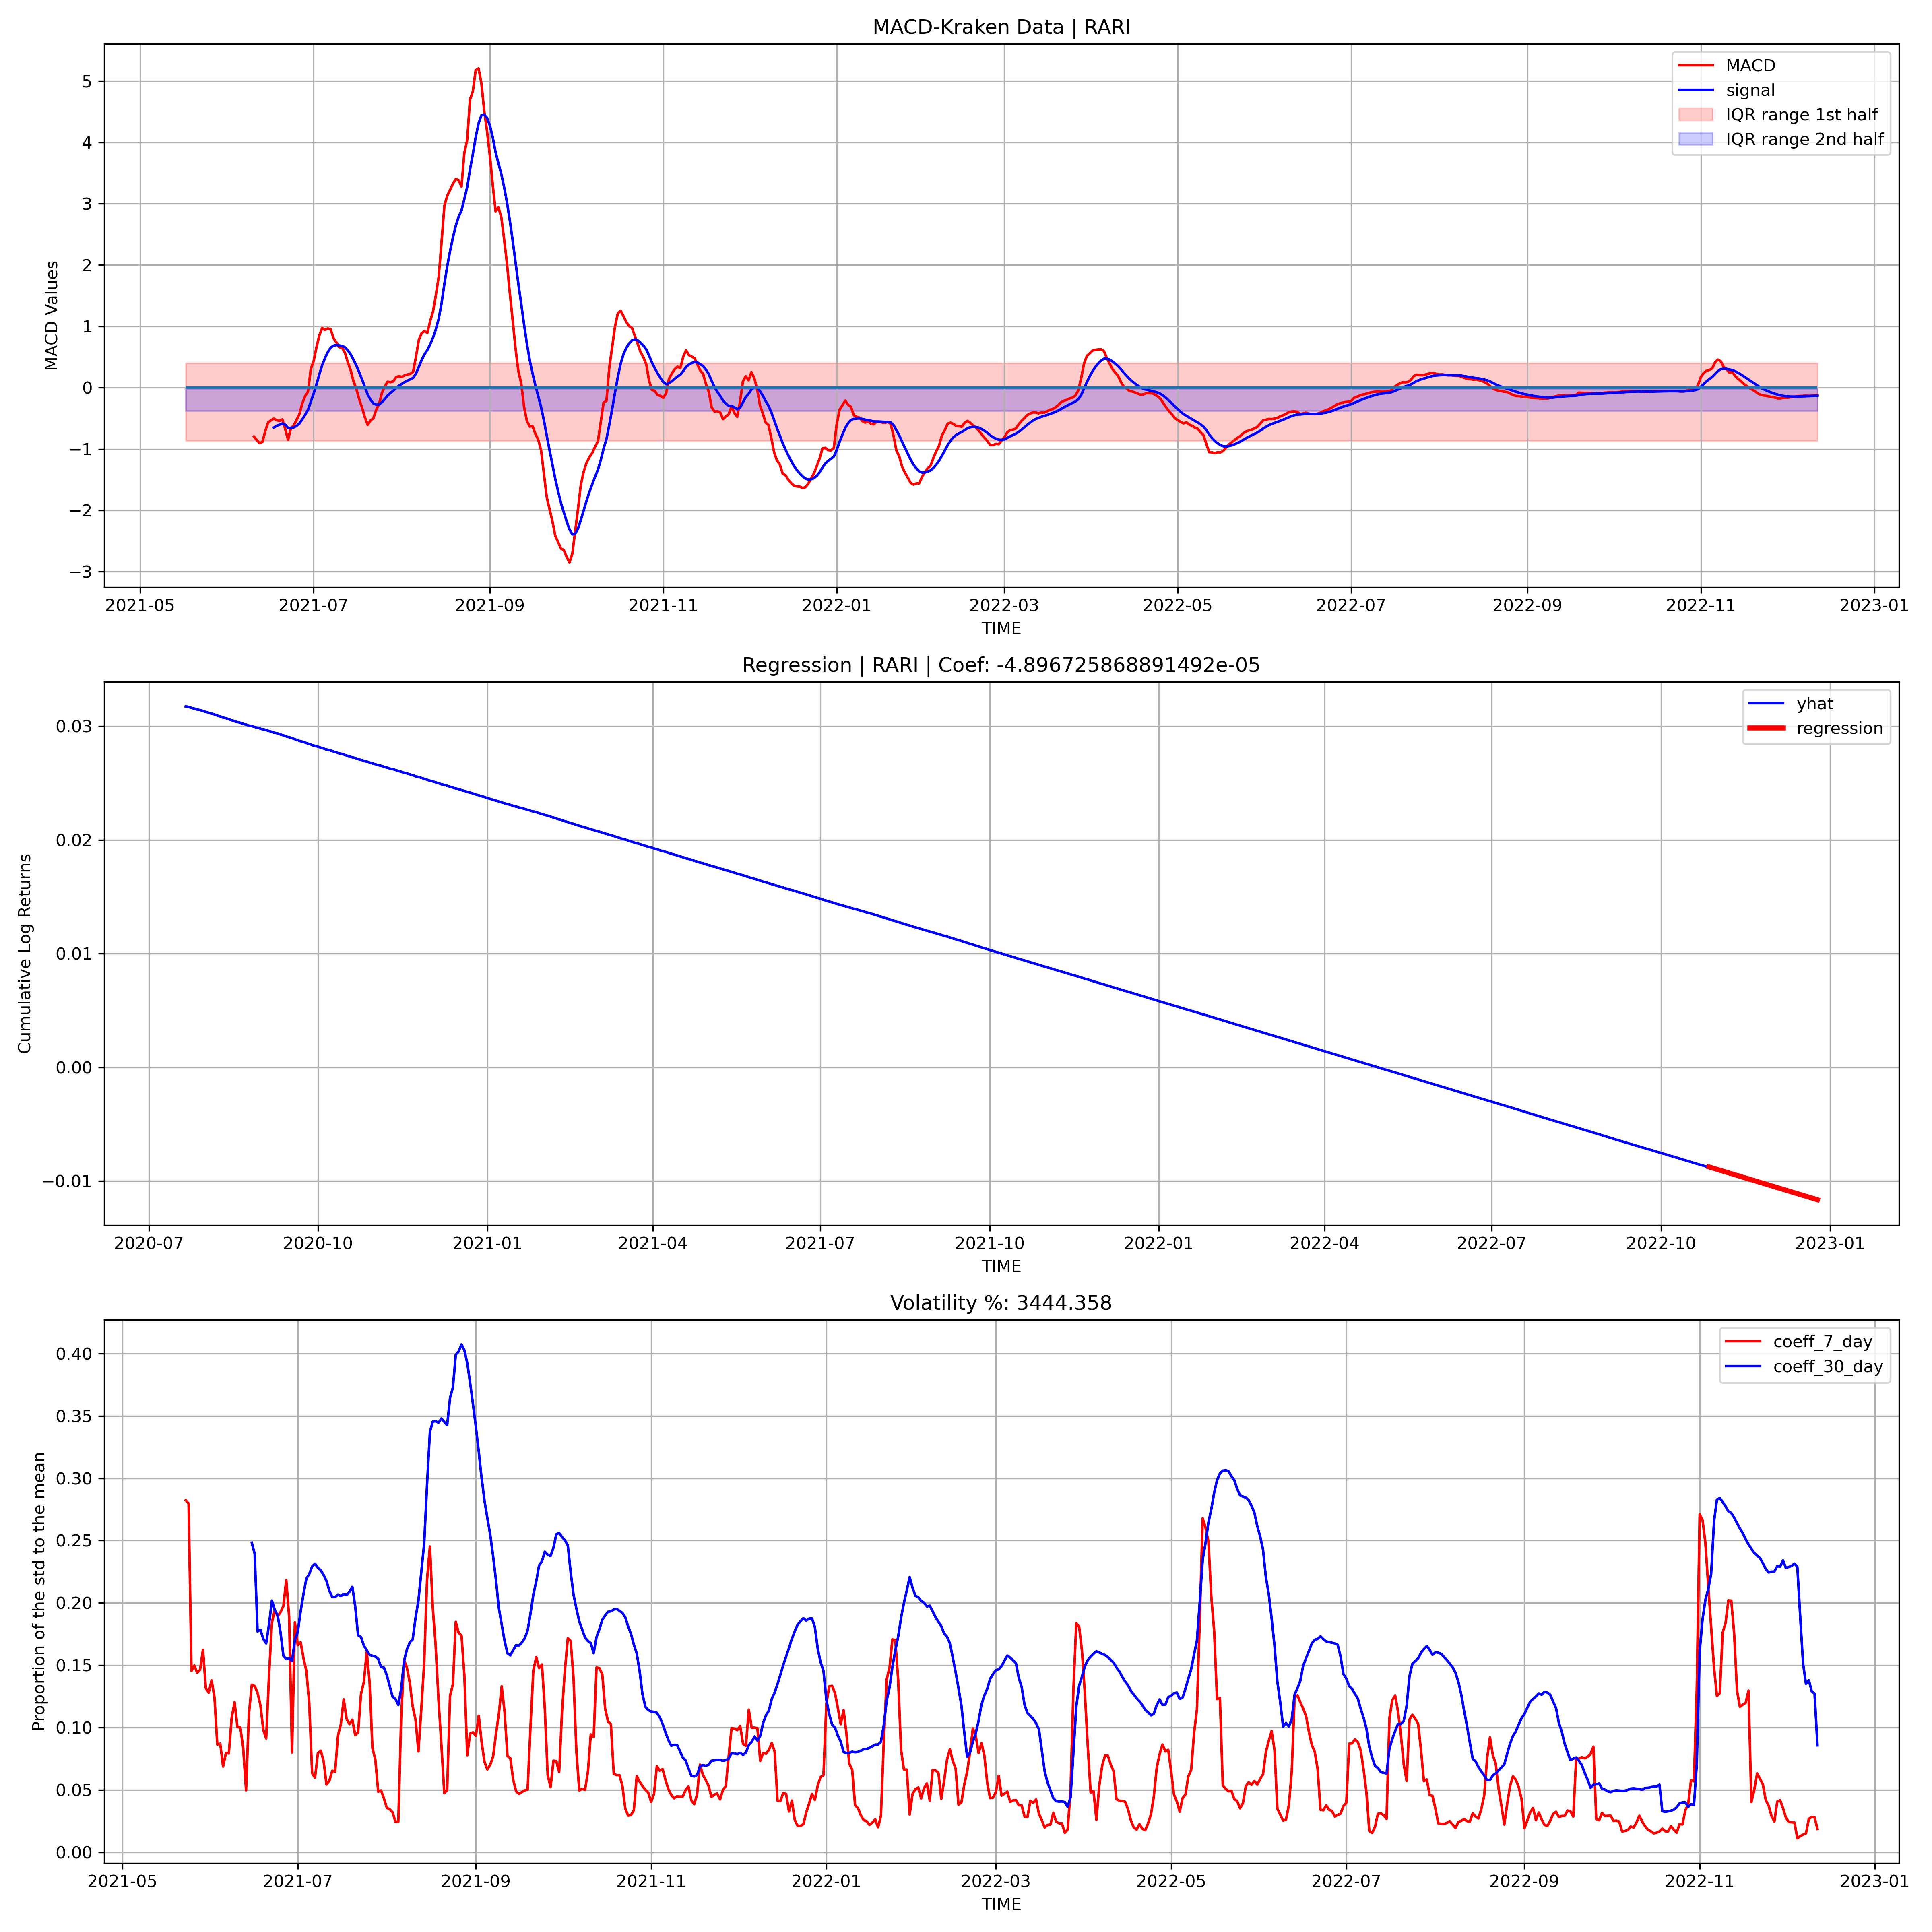 MACD-Kraken Data | RARI
MACD
signal
IQR range 1st half
IQR range 2nd half
MACD Values
5
4
3
2
1
0
−1
−2
−3
2021-05 2021-07 2021-09 2021-11 2022-01 2022-03 2022-05 2022-07 2022-09 2022-11 2023-01
TIME
Regression | RARI | Coef: -4.896725868891492e-05
yhat
regression
Cumulative Log Returns
0.03
0.02
0.01
0.00
−0.01
2020-07 2020-10 2021-01 2021-04 2021-07 2021-10 2022-01 2022-04 2022-07 2022-10 2023-01
TIME
Volatility %: 3444.358
coeff_7_day
coeff_30_day
Proportion of the std to the mean
0.40
0.35
0.30
0.25
0.20
0.15
0.10
0.05
0.00
2021-05 2021-07 2021-09 2021-11 2022-01 2022-03 2022-05 2022-07 2022-09 2022-11 2023-01
TIME